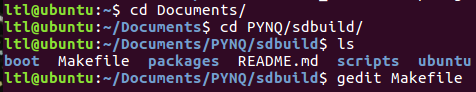 ltl@ubuntu:~$ cd Documents/
ltl@ubuntu:~/Documents$ cd PYNQ/sdbuild/
ltl@ubuntu:~/Documents/PYNQ/sdbuild$ ls
boot  Makefile  packages  README.md  scripts  ubuntu
ltl@ubuntu:~/Documents/PYNQ/sdbuild$ gedit Makefile